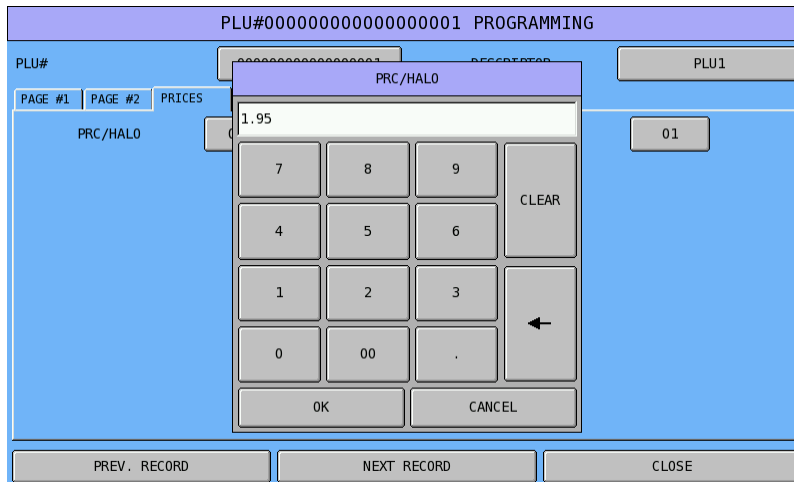 PLU#000000000000000001 PROGRAMMING
PLU# PLU1
PAGE #1 PAGE #2 PRICES
PRC/HALO
PRC/HALO 01
1.95
7 8 9 CLEAR
4 5 6
1 2 3
0 00 .
OK CANCEL
PREV. RECORD NEXT RECORD CLOSE